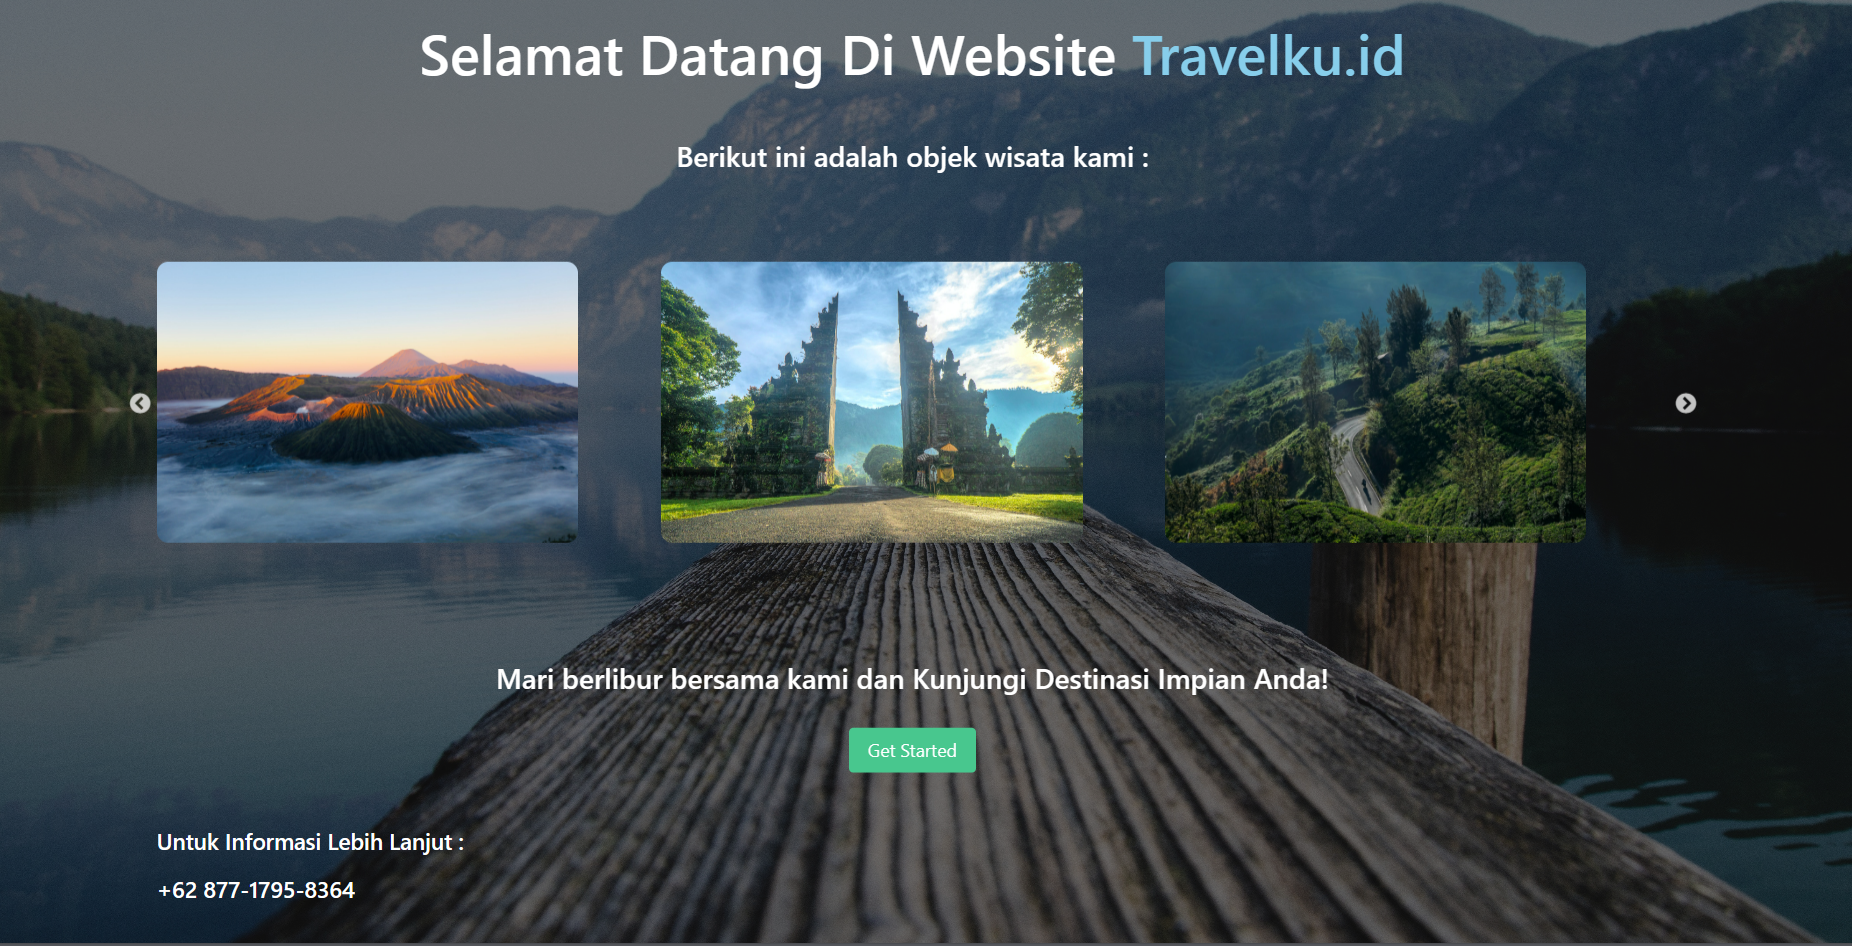 Selamat Datang Di Website Travelku.id
Berikut ini adalah objek wisata kami :
Mari berlibur bersama kami dan Kunjungi Destinasi Impian Anda!
Get Started
Untuk Informasi Lebih Lanjut :
+62 877-1795-8364